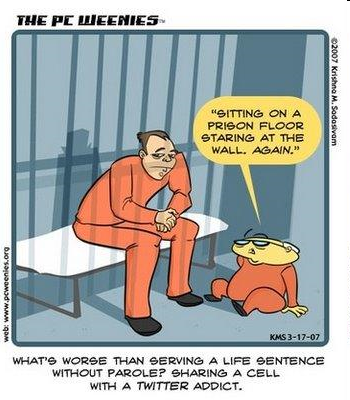 THE PC WEENIES™
©2007 Krishna M. Sadasivam
"SITTING ON A
PRISON FLOOR
STARING AT THE
WALL. AGAIN."
web: www.pcweenies.org
KMS 3-17-07
WHAT'S WORSE THAN SERVING A LIFE SENTENCE
WITHOUT PAROLE? SHARING A CELL
WITH A TWITTER ADDICT.